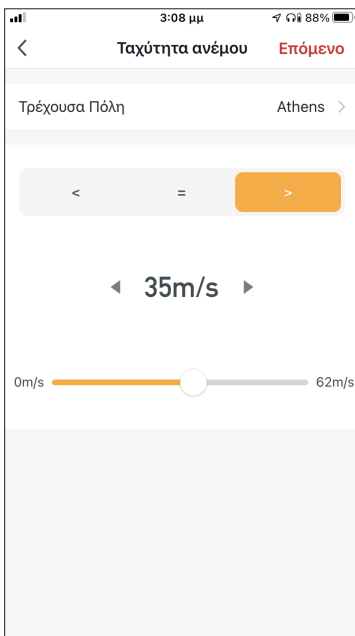 3:08 μμ 88%
Ταχύτητα ανέμου Επόμενο
Τρέχουσα Πόλη Athens
< = >
35m/s
0m/s 62m/s